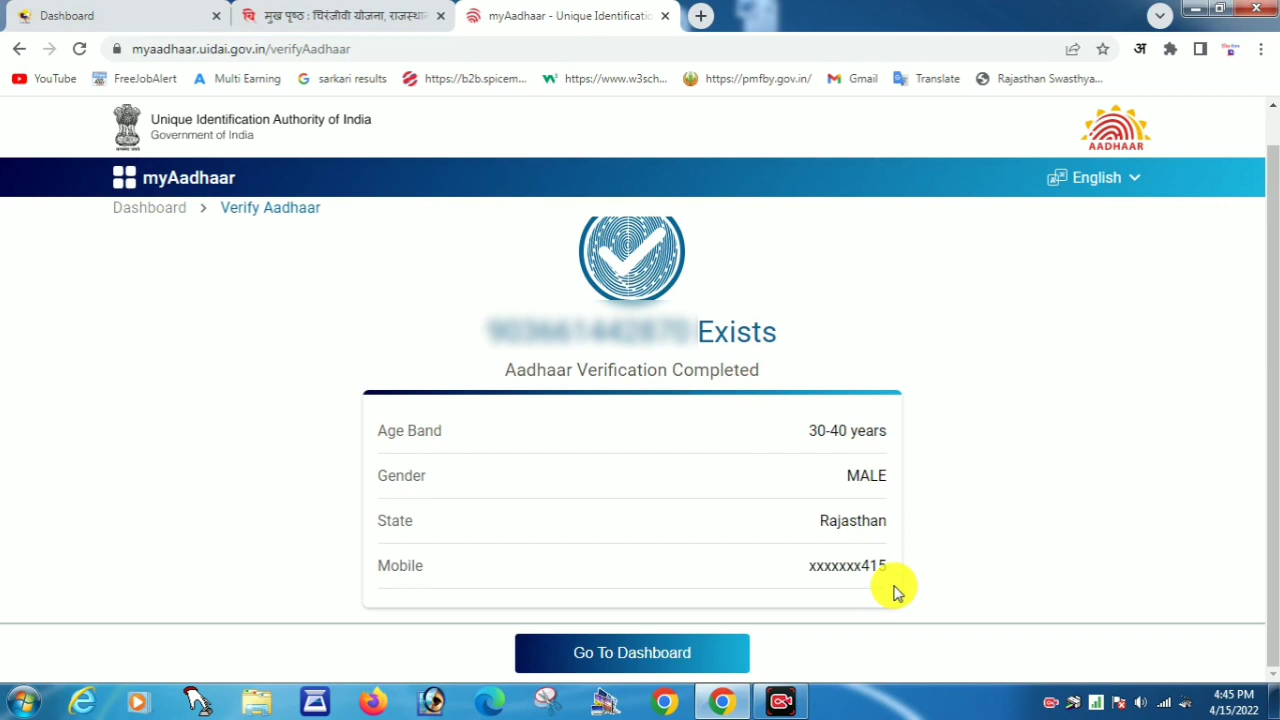 Dashboard
मुख पृष्ठ : चिरंजीवी योजना, राजस्थान
myAadhaar - Unique Identificatic
myaadhaar.uidai.gov.in/verifyAadhaar
अ
YouTube
FreeJobAlert
Multi Earning
sarkari results
https://b2b.spicem...
https://www.w3sch...
https://pmfby.gov.in/
Gmail
Translate
Rajasthan Swasthya...
Unique Identification Authority of India
Government of India
AADHAAR
myAadhaar
English
Dashboard > Verify Aadhaar
Exists
Aadhaar Verification Completed
Age Band 30-40 years
Gender MALE
State Rajasthan
Mobile xxxxxxx415
Go To Dashboard
4:45 PM
4/15/2022